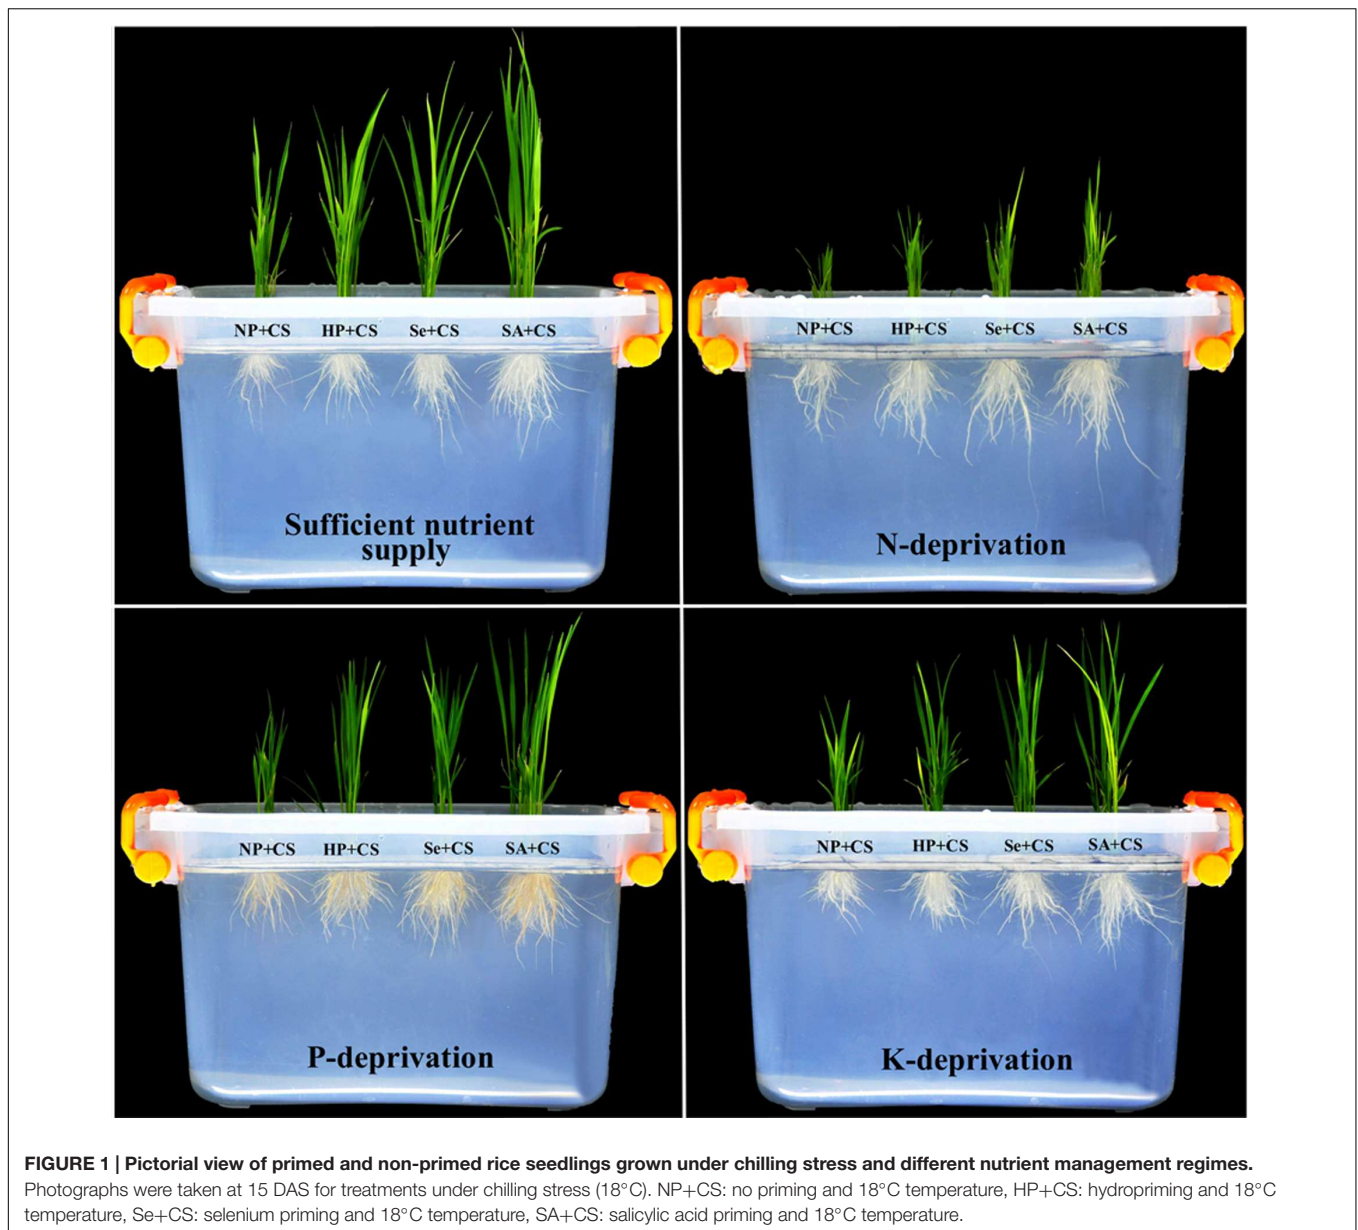 NP+CS HP+CS Se+CS SA+CS
Sufficient nutrient
supply
NP+CS HP+CS Se+CS SA+CS
N-deprivation
NP+CS HP+CS Se+CS SA+CS
P-deprivation
NP+CS HP+CS Se+CS SA+CS
K-deprivation
FIGURE 1 | Pictorial view of primed and non-primed rice seedlings grown under chilling stress and different nutrient management regimes.
Photographs were taken at 15 DAS for treatments under chilling stress (18°C). NP+CS: no priming and 18°C temperature, HP+CS: hydropriming and 18°C
temperature, Se+CS: selenium priming and 18°C temperature, SA+CS: salicylic acid priming and 18°C temperature.